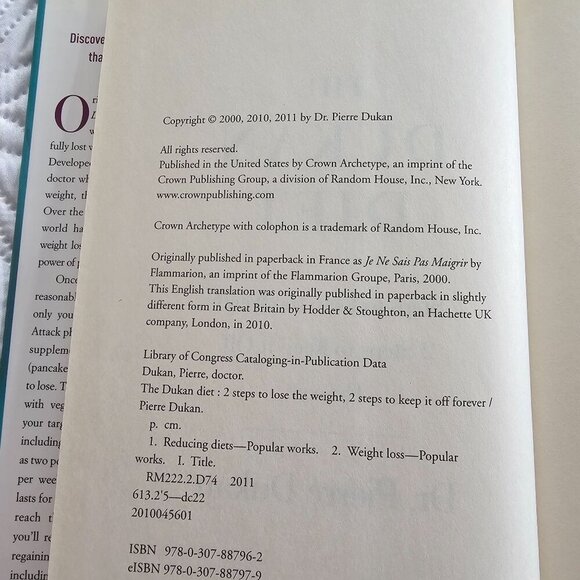 Discove
tha
O
fully lost w
Developed
doctor wh
weight, th
Over the
world ha
weight los
power of p
Once
reasonable
only you
Attack ph
supplem
(pancake
to lose. T
with veg
your targ
including
as two pe
per wee
lasts for
reach t
you'll re
regainin
includin
Copyright © 2000, 2010, 2011 by Dr. Pierre Dukan
All rights reserved.
Published in the United States by Crown Archetype, an imprint of the
Crown Publishing Group, a division of Random House, Inc., New York.
www.crownpublishing.com
Crown Archetype with colophon is a trademark of Random House, Inc.
Originally published in paperback in France as Je Ne Sais Pas Maigrir by
Flammarion, an imprint of the Flammarion Groupe, Paris, 2000.
This English translation was originally published in paperback in slightly
different form in Great Britain by Hodder & Stoughton, an Hachette UK
company, London, in 2010.
Library of Congress Cataloging-in-Publication Data
Dukan, Pierre, doctor.
The Dukan diet : 2 steps to lose the weight, 2 steps to keep it off forever /
Pierre Dukan.
p. cm.
1. Reducing diets—Popular works. 2. Weight loss—Popular
works. I. Title.
RM222.2.D74 2011
613.2'5—dc22
2010045601
ISBN 978-0-307-88796-2
eISBN 978-0-307-88797-9